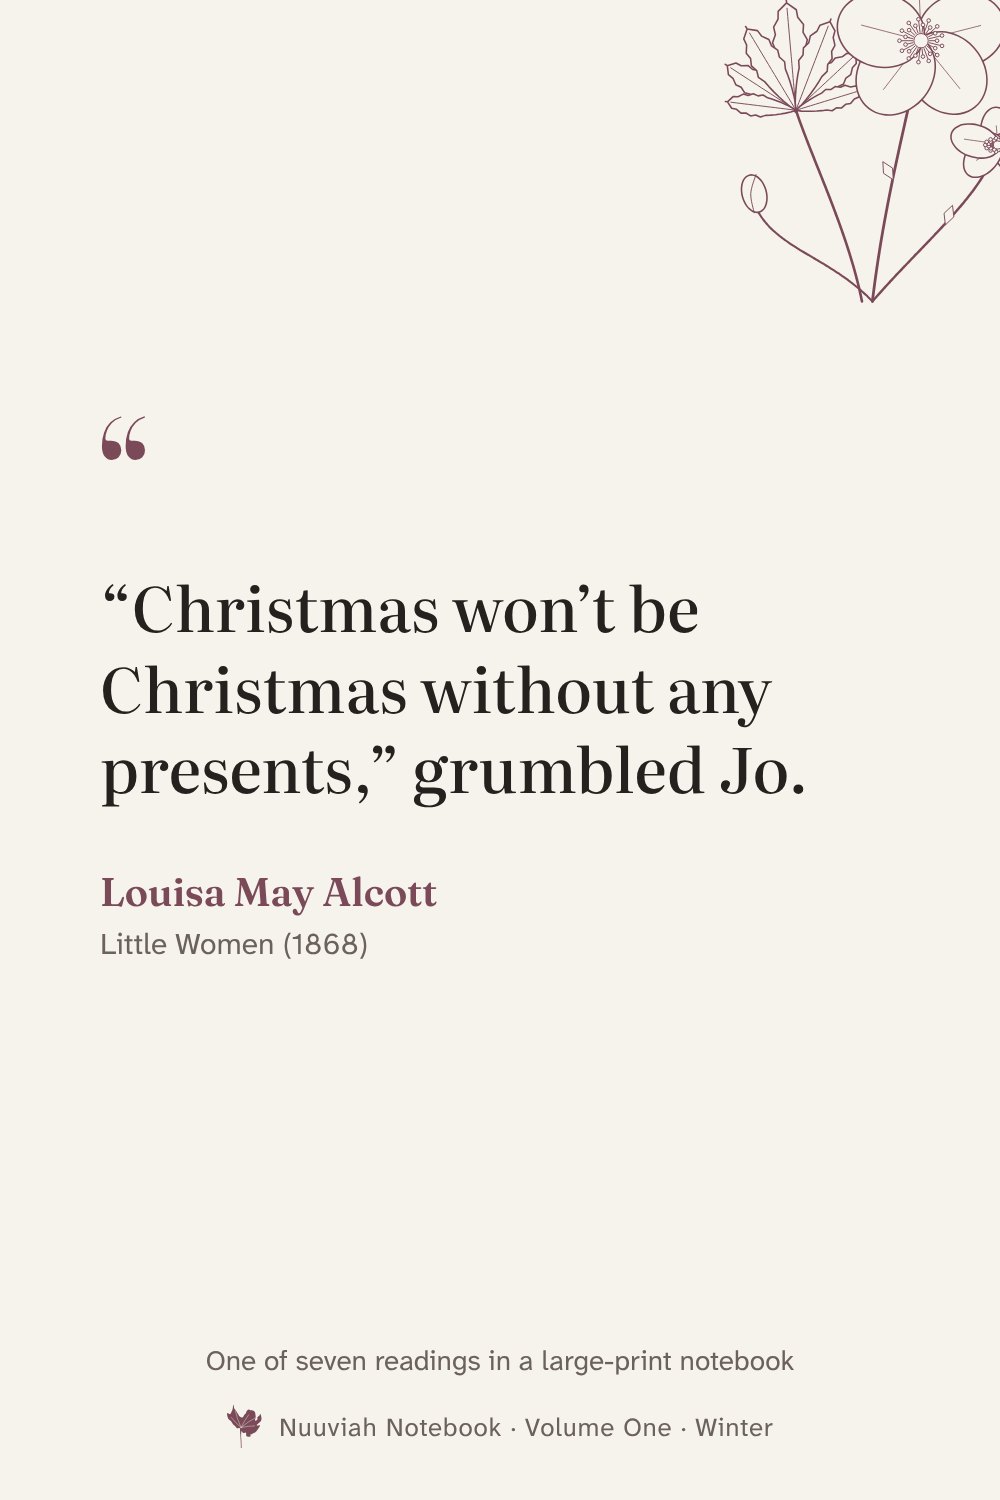 “
“Christmas won’t be
Christmas without any
presents,” grumbled Jo.
Louisa May Alcott
Little Women (1868)
One of seven readings in a large-print notebook
Nuuviah Notebook · Volume One · Winter